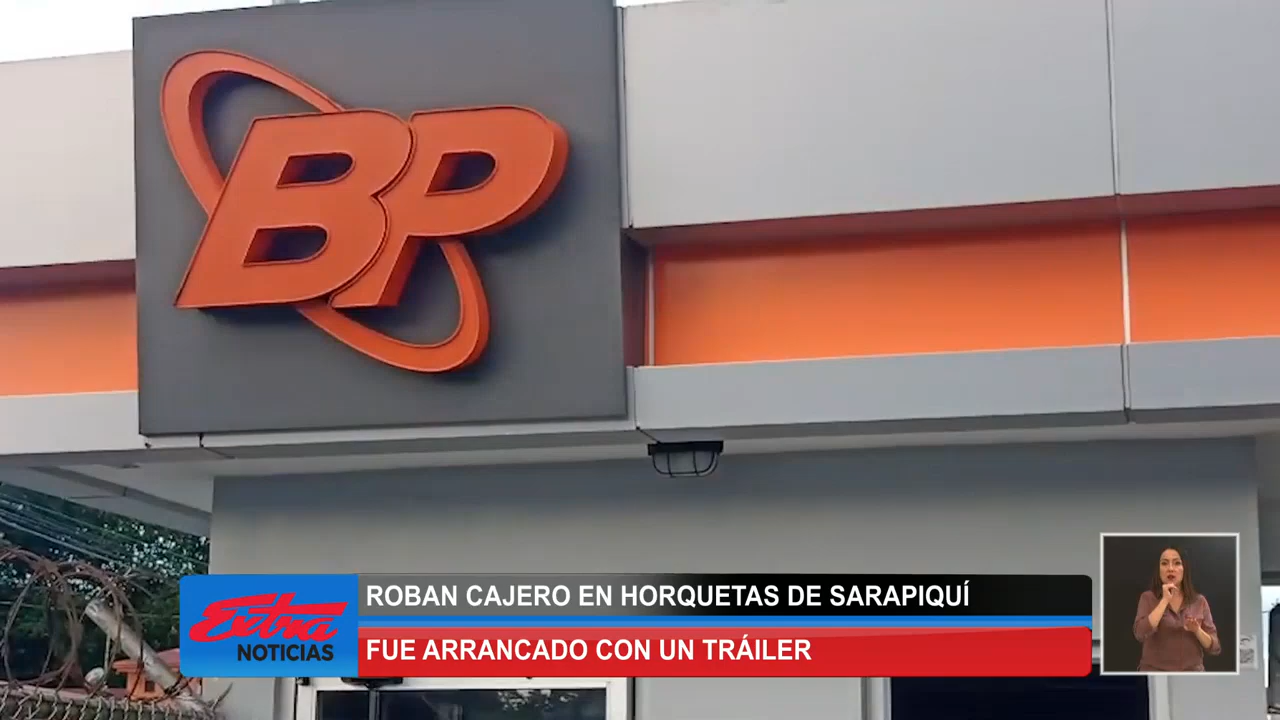 BP
ROBAN CAJERO EN HORQUETAS DE SARAPIQUÍ
Extra
NOTICIAS
FUE ARRANCADO CON UN TRÁILER